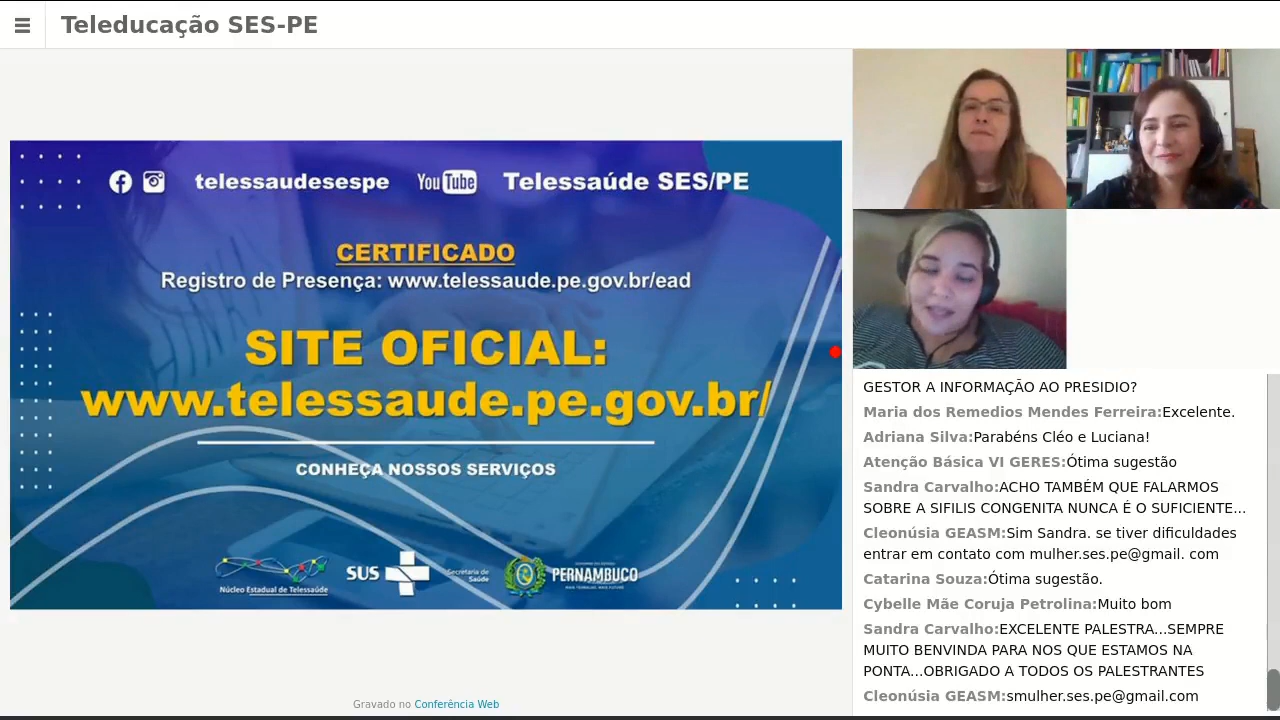 Teleducação SES-PE
telessaudesespe YouTube Telessaúde SES/PE
CERTIFICADO
Registro de Presença: www.telessaude.pe.gov.br/ead
SITE OFICIAL:
www.telessaude.pe.gov.br/
CONHEÇA NOSSOS SERVIÇOS
Núcleo Estadual de Telessaúde
SUS
Secretaria de
Saúde
PERNAMBUCO
Gravado no Conferência Web
GESTOR A INFORMAÇÃO AO PRESIDIO?
Maria dos Remedios Mendes Ferreira:Excelente.
Adriana Silva:Parabéns Cléo e Luciana!
Atenção Básica VI GERES:Ótima sugestão
Sandra Carvalho:ACHO TAMBÉM QUE FALARMOS
SOBRE A SIFILIS CONGENITA NUNCA É O SUFICIENTE...
Cleonúsia GEASM:Sim Sandra. se tiver dificuldades
entrar em contato com mulher.ses.pe@gmail. com
Catarina Souza:Ótima sugestão.
Cybelle Mãe Coruja Petrolina:Muito bom
Sandra Carvalho:EXCELENTE PALESTRA...SEMPRE
MUITO BENVINDA PARA NOS QUE ESTAMOS NA
PONTA...OBRIGADO A TODOS OS PALESTRANTES
Cleonúsia GEASM:smulher.ses.pe@gmail.com